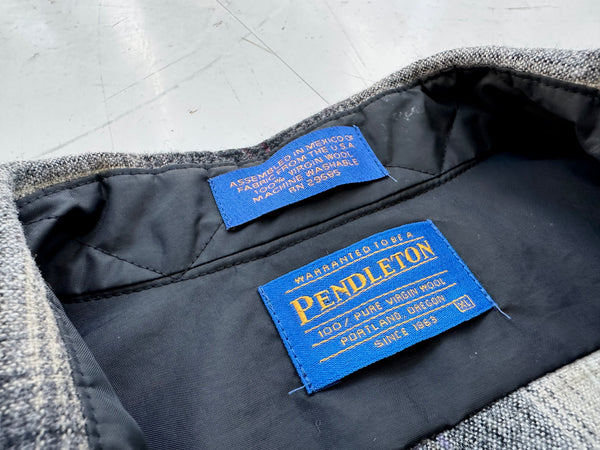 ASSEMBLED IN MEXICO OF
FABRIC FROM THE U.S.A.
100% VIRGIN WOOL
MACHINE WASHABLE
RN 29685
WARRANTED TO BE A
PENDLETON
100% PURE VIRGIN WOOL
PORTLAND, OREGON
SINCE 1863
XL